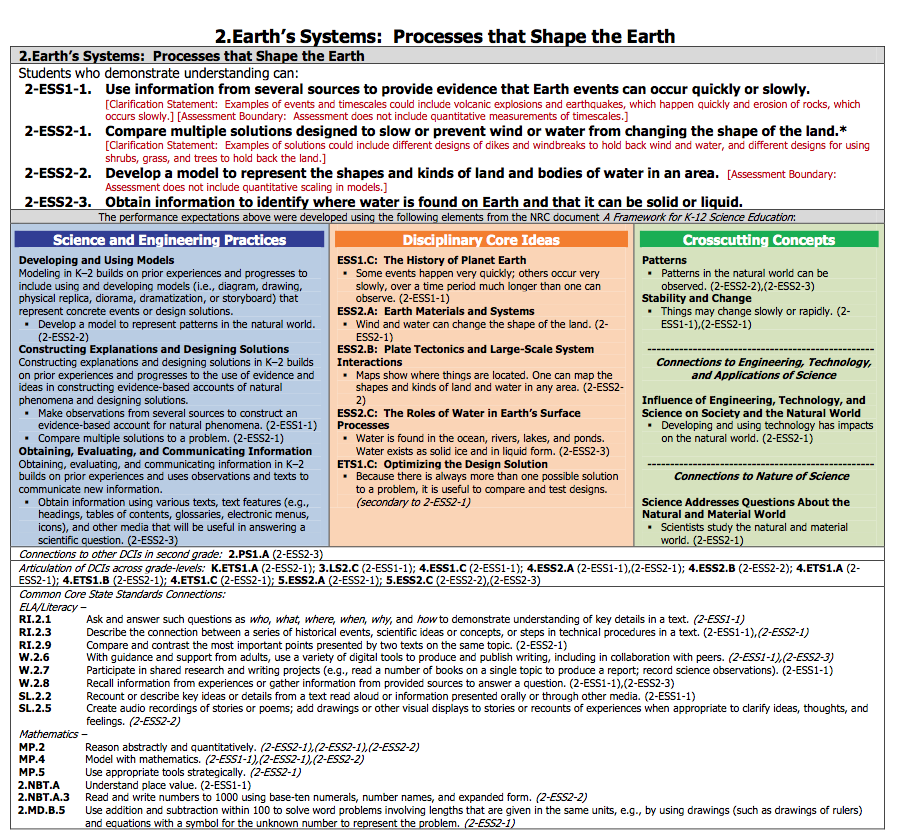 2.Earth's Systems:  Processes that Shape the Earth
2.Earth's Systems:  Processes that Shape the Earth
Students who demonstrate understanding can:
2-ESS1-1.  Use information from several sources to provide evidence that Earth events can occur quickly or slowly.
[Clarification Statement:  Examples of events and timescales could include volcanic explosions and earthquakes, which happen quickly and erosion of rocks, which
occurs slowly.] [Assessment Boundary:  Assessment does not include quantitative measurements of timescales.]
2-ESS2-1.  Compare multiple solutions designed to slow or prevent wind or water from changing the shape of the land.*
[Clarification Statement:  Examples of solutions could include different designs of dikes and windbreaks to hold back wind and water, and different designs for using
shrubs, grass, and trees to hold back the land.]
2-ESS2-2.  Develop a model to represent the shapes and kinds of land and bodies of water in an area.  [Assessment Boundary:
Assessment does not include quantitative scaling in models.]
2-ESS2-3.  Obtain information to identify where water is found on Earth and that it can be solid or liquid.
The performance expectations above were developed using the following elements from the NRC document A Framework for K-12 Science Education:
Science and Engineering Practices
Developing and Using Models
Modeling in K–2 builds on prior experiences and progresses to
include using and developing models (i.e., diagram, drawing,
physical replica, diorama, dramatization, or storyboard) that
represent concrete events or design solutions.
▪ Develop a model to represent patterns in the natural world.
(2-ESS2-2)
Constructing Explanations and Designing Solutions
Constructing explanations and designing solutions in K–2 builds
on prior experiences and progresses to the use of evidence and
ideas in constructing evidence-based accounts of natural
phenomena and designing solutions.
▪ Make observations from several sources to construct an
evidence-based account for natural phenomena. (2-ESS1-1)
▪ Compare multiple solutions to a problem. (2-ESS2-1)
Obtaining, Evaluating, and Communicating Information
Obtaining, evaluating, and communicating information in K–2
builds on prior experiences and uses observations and texts to
communicate new information.
▪ Obtain information using various texts, text features (e.g.,
headings, tables of contents, glossaries, electronic menus,
icons), and other media that will be useful in answering a
scientific question. (2-ESS2-3)
Disciplinary Core Ideas
ESS1.C:  The History of Planet Earth
▪ Some events happen very quickly; others occur very
slowly, over a time period much longer than one can
observe. (2-ESS1-1)
ESS2.A:  Earth Materials and Systems
▪ Wind and water can change the shape of the land. (2-
ESS2-1)
ESS2.B:  Plate Tectonics and Large-Scale System
Interactions
▪ Maps show where things are located. One can map the
shapes and kinds of land and water in any area. (2-ESS2-
2)
ESS2.C:  The Roles of Water in Earth's Surface
Processes
▪ Water is found in the ocean, rivers, lakes, and ponds.
Water exists as solid ice and in liquid form. (2-ESS2-3)
ETS1.C:  Optimizing the Design Solution
▪ Because there is always more than one possible solution
to a problem, it is useful to compare and test designs.
(secondary to 2-ESS2-1)
Crosscutting Concepts
Patterns
▪ Patterns in the natural world can be
observed. (2-ESS2-2),(2-ESS2-3)
Stability and Change
▪ Things may change slowly or rapidly. (2-
ESS1-1),(2-ESS2-1)
------------------------------------------------
Connections to Engineering, Technology,
and Applications of Science
Influence of Engineering, Technology, and
Science on Society and the Natural World
▪ Developing and using technology has impacts
on the natural world. (2-ESS2-1)
------------------------------------------------
Connections to Nature of Science
Science Addresses Questions About the
Natural and Material World
▪ Scientists study the natural and material
world. (2-ESS2-1)
Connections to other DCIs in second grade: 2.PS1.A (2-ESS2-3)
Articulation of DCIs across grade-levels:  K.ETS1.A (2-ESS2-1); 3.LS2.C (2-ESS1-1); 4.ESS1.C (2-ESS1-1); 4.ESS2.A (2-ESS1-1),(2-ESS2-1); 4.ESS2.B (2-ESS2-2); 4.ETS1.A (2-
ESS2-1); 4.ETS1.B (2-ESS2-1); 4.ETS1.C (2-ESS2-1); 5.ESS2.A (2-ESS2-1); 5.ESS2.C (2-ESS2-2),(2-ESS2-3)
Common Core State Standards Connections:
ELA/Literacy –
RI.2.1 Ask and answer such questions as who, what, where, when, why, and how to demonstrate understanding of key details in a text. (2-ESS1-1)
RI.2.3 Describe the connection between a series of historical events, scientific ideas or concepts, or steps in technical procedures in a text. (2-ESS1-1),(2-ESS2-1)
RI.2.9 Compare and contrast the most important points presented by two texts on the same topic. (2-ESS2-1)
W.2.6 With guidance and support from adults, use a variety of digital tools to produce and publish writing, including in collaboration with peers. (2-ESS1-1),(2-ESS2-3)
W.2.7 Participate in shared research and writing projects (e.g., read a number of books on a single topic to produce a report; record science observations). (2-ESS1-1)
W.2.8 Recall information from experiences or gather information from provided sources to answer a question. (2-ESS1-1),(2-ESS2-3)
SL.2.2 Recount or describe key ideas or details from a text read aloud or information presented orally or through other media. (2-ESS1-1)
SL.2.5 Create audio recordings of stories or poems; add drawings or other visual displays to stories or recounts of experiences when appropriate to clarify ideas, thoughts, and
feelings. (2-ESS2-2)
Mathematics –
MP.2 Reason abstractly and quantitatively. (2-ESS2-1),(2-ESS2-1),(2-ESS2-2)
MP.4 Model with mathematics. (2-ESS1-1),(2-ESS2-1),(2-ESS2-2)
MP.5 Use appropriate tools strategically. (2-ESS2-1)
2.NBT.A Understand place value. (2-ESS1-1)
2.NBT.A.3 Read and write numbers to 1000 using base-ten numerals, number names, and expanded form. (2-ESS2-2)
2.MD.B.5 Use addition and subtraction within 100 to solve word problems involving lengths that are given in the same units, e.g., by using drawings (such as drawings of rulers)
and equations with a symbol for the unknown number to represent the problem. (2-ESS2-1)